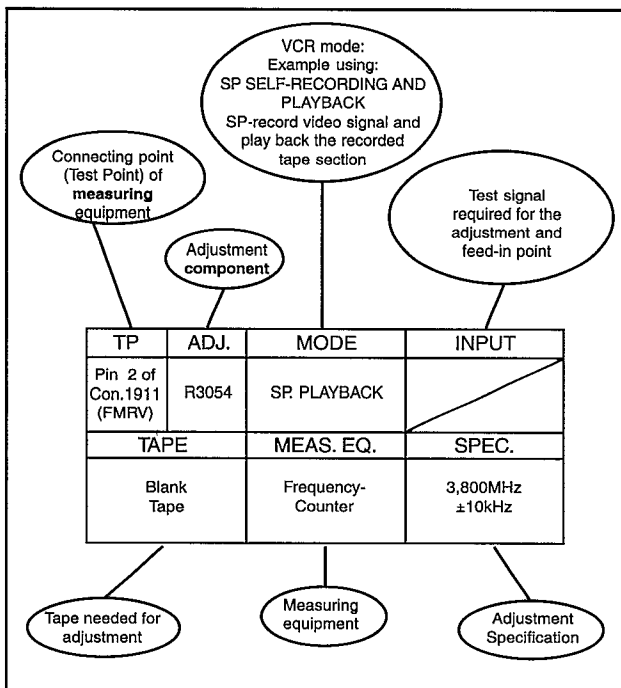 VCR mode:
Example using:
SP SELF-RECORDING AND
PLAYBACK
SP-record video signal and
play back the recorded
tape section
Connecting point
(Test Point) of
measuring
equipment
Adjustment
component
Test signal
required for the
adjustment and
feed-in point
TP ADJ. MODE INPUT
Pin 2 of
Con.1911
(FMRV)
R3054
SP. PLAYBACK
TAPE MEAS. EQ. SPEC.
Blank
Tape
Frequency-
Counter
3,800MHz
±10kHz
Tape needed for
adjustment
Measuring
equipment
Adjustment
Specification